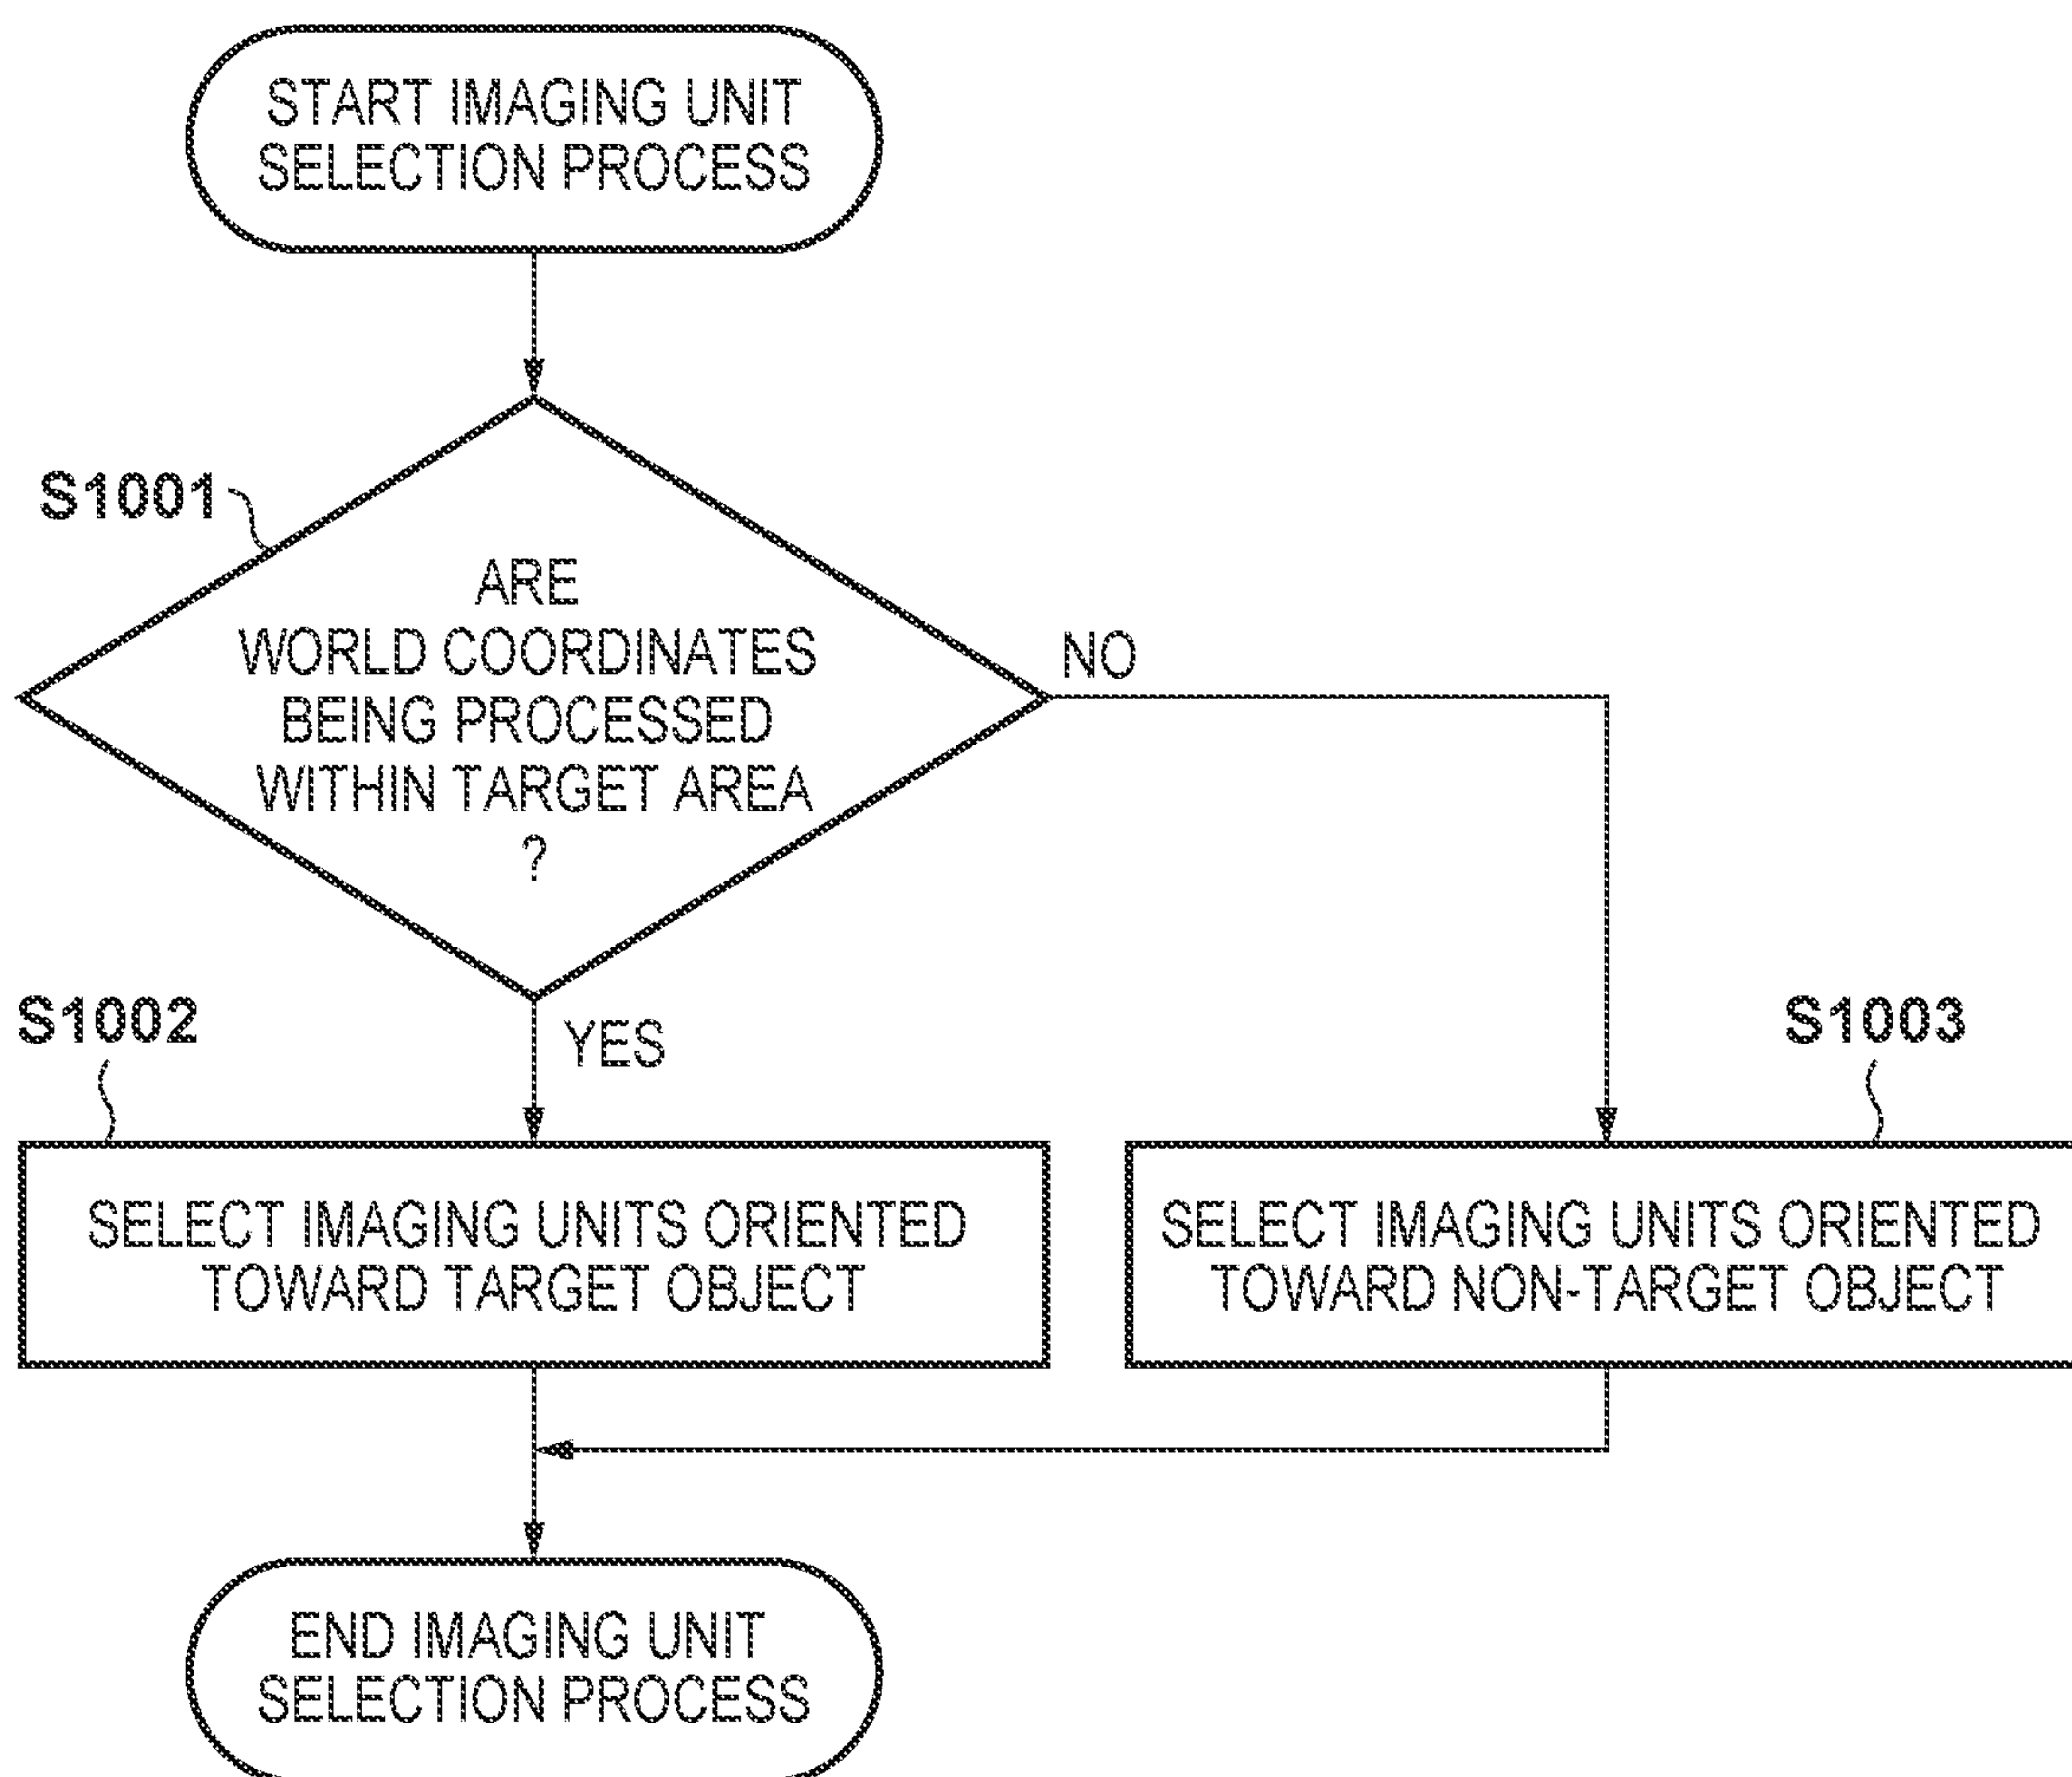 START IMAGING UNIT
SELECTION PROCESS
S1001
ARE
WORLD COORDINATES
BEING PROCESSED
WITHIN TARGET AREA
?
NO
YES
S1002
SELECT IMAGING UNITS ORIENTED
TOWARD TARGET OBJECT
S1003
SELECT IMAGING UNITS ORIENTED
TOWARD NON-TARGET OBJECT
END IMAGING UNIT
SELECTION PROCESS